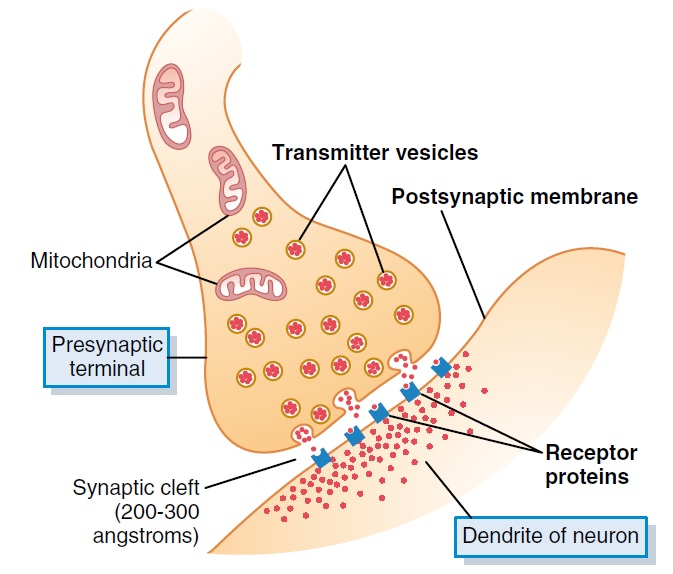 Transmitter vesicles
Postsynaptic membrane
Mitochondria
Presynaptic
terminal
Receptor
proteins
Synaptic cleft
(200-300
angstroms)
Dendrite of neuron